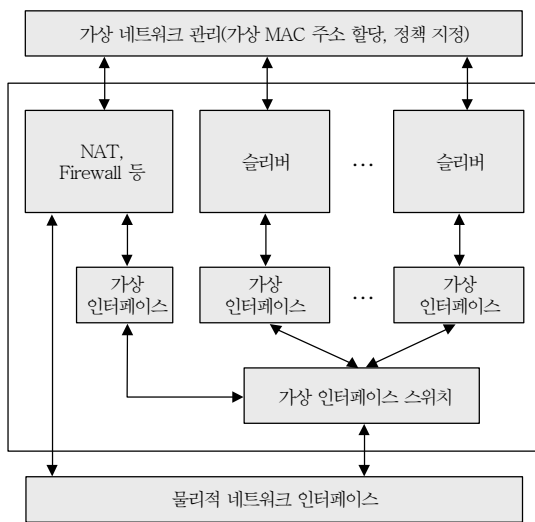 가상 네트워크 관리(가상 MAC 주소 할당, 정책 지정)
NAT,
Firewall 등
슬리버
…
슬리버
가상
인터페이스
가상
인터페이스
…
가상
인터페이스
가상 인터페이스 스위치
물리적 네트워크 인터페이스